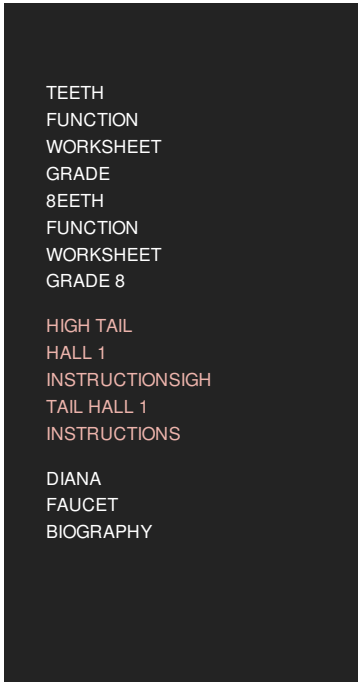 TEETH
FUNCTION
WORKSHEET
GRADE
8EETH
FUNCTION
WORKSHEET
GRADE 8
HIGH TAIL
HALL 1
INSTRUCTIONSIGH
TAIL HALL 1
INSTRUCTIONS
DIANA
FAUCET
BIOGRAPHY